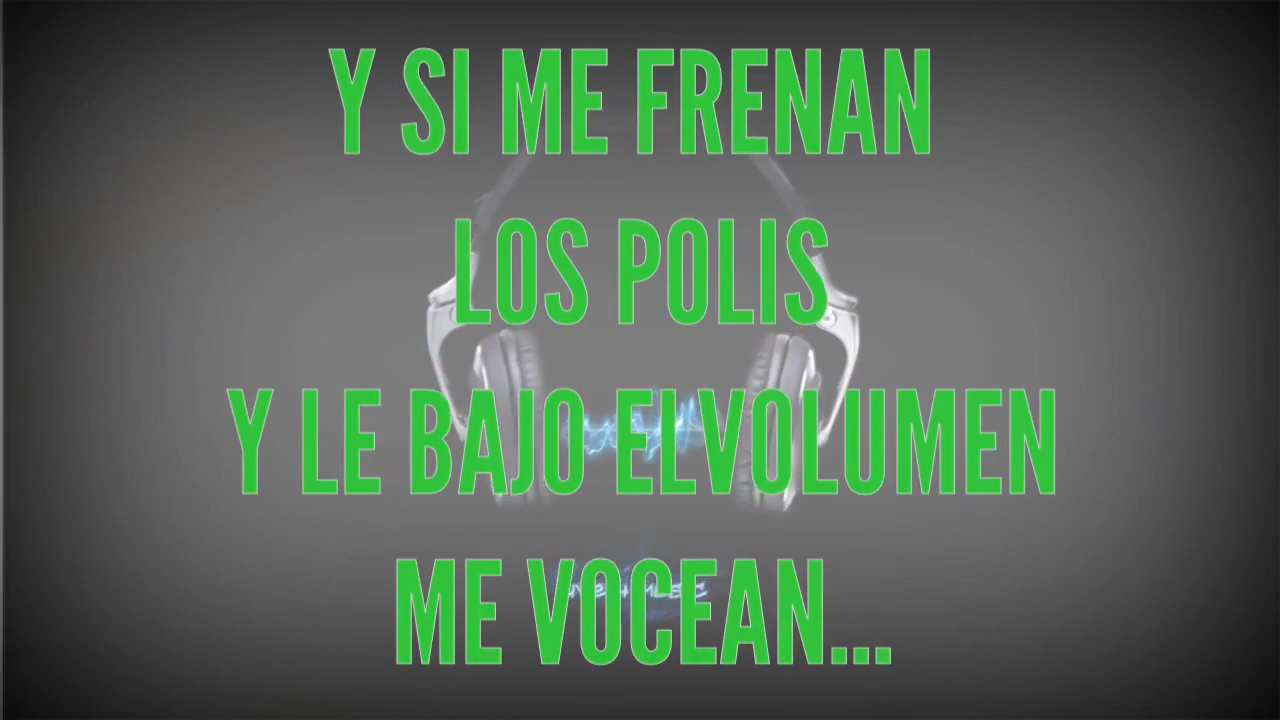 Y SI ME FRENAN
LOS POLIS
Y LE BAJO ELVOLUMEN
ME VOCEAN...